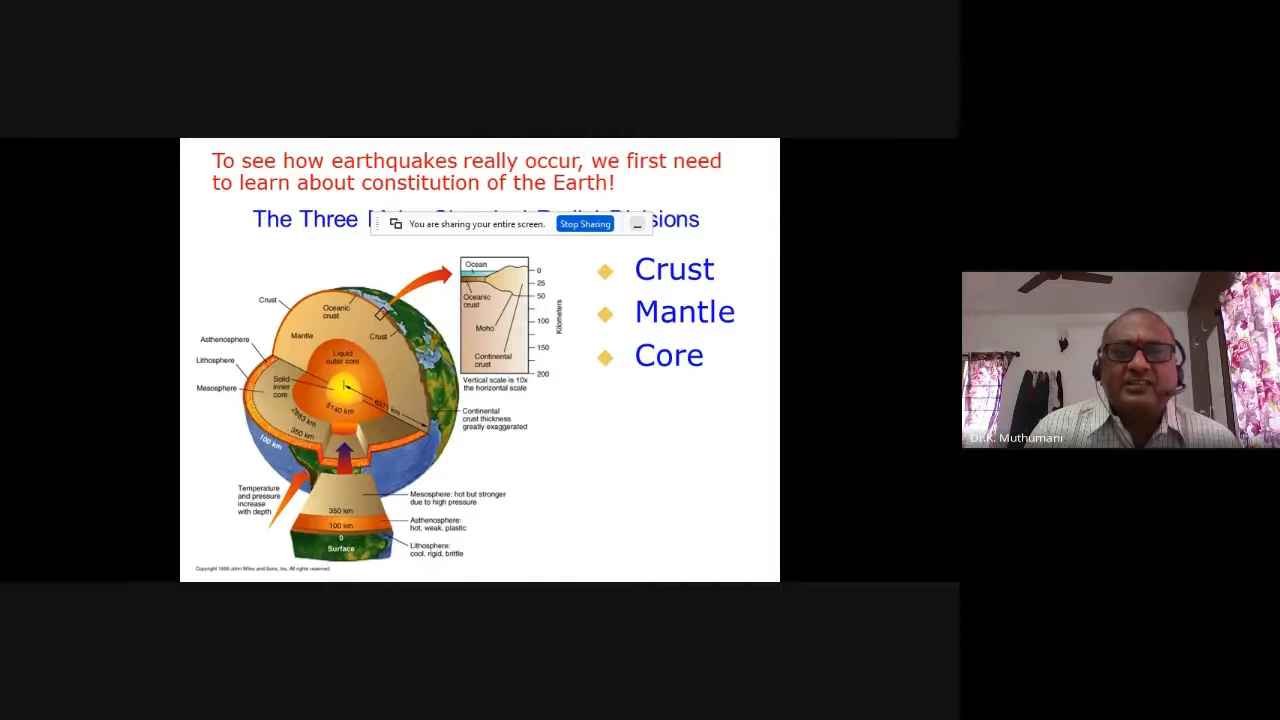 To see how earthquakes really occur, we first need
to learn about constitution of the Earth!
The Three
sions
You are sharing your entire screen.
Stop Sharing
Crust
Mantle
Core
Ocean
Oceanic
crust
Moho
Continental
crust
0
25
50
100
150
200
Kilometers
Vertical scale is 10x
the horizontal scale
Crust
Oceanic
crust
Mantle
Crust
Asthenosphere
Lithosphere
Mesosphere
Liquid
outer core
Solid
inner
core
5140 km
6371 km
2883 km
350 km
100 km
Continental
crust thickness
greatly exaggerated
Temperature
and pressure
increase
with depth
Mesosphere: hot but stronger
due to high pressure
350 km
Asthenosphere:
hot, weak, plastic
100 km
0
Surface
Lithosphere:
cool, rigid, brittle
Copyright 1999 John Wiley and Sons, Inc. All rights reserved.
Dr.K. Muthumani